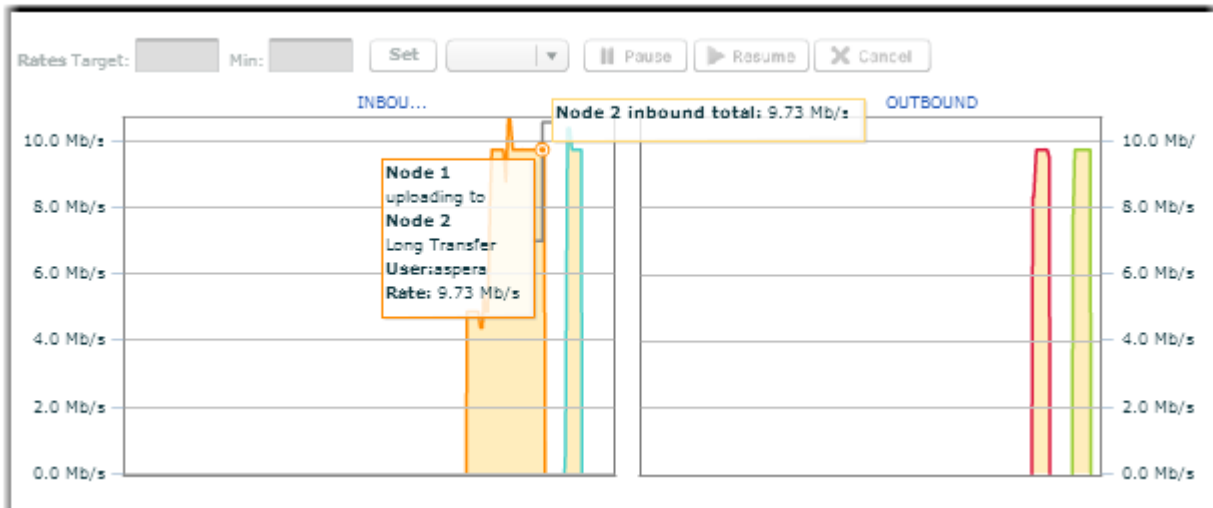 Rates Target: Min: Set Pause Resume Cancel
INBOU... OUTBOUND
Node 2 inbound total: 9.73 Mb/s
10.0 Mb/s
8.0 Mb/s
6.0 Mb/s
4.0 Mb/s
2.0 Mb/s
0.0 Mb/s
Node 1
uploading to
Node 2
Long Transfer
User:aspera
Rate: 9.73 Mb/s
10.0 Mb/
8.0 Mb/s
6.0 Mb/s
4.0 Mb/s
2.0 Mb/s
0.0 Mb/s